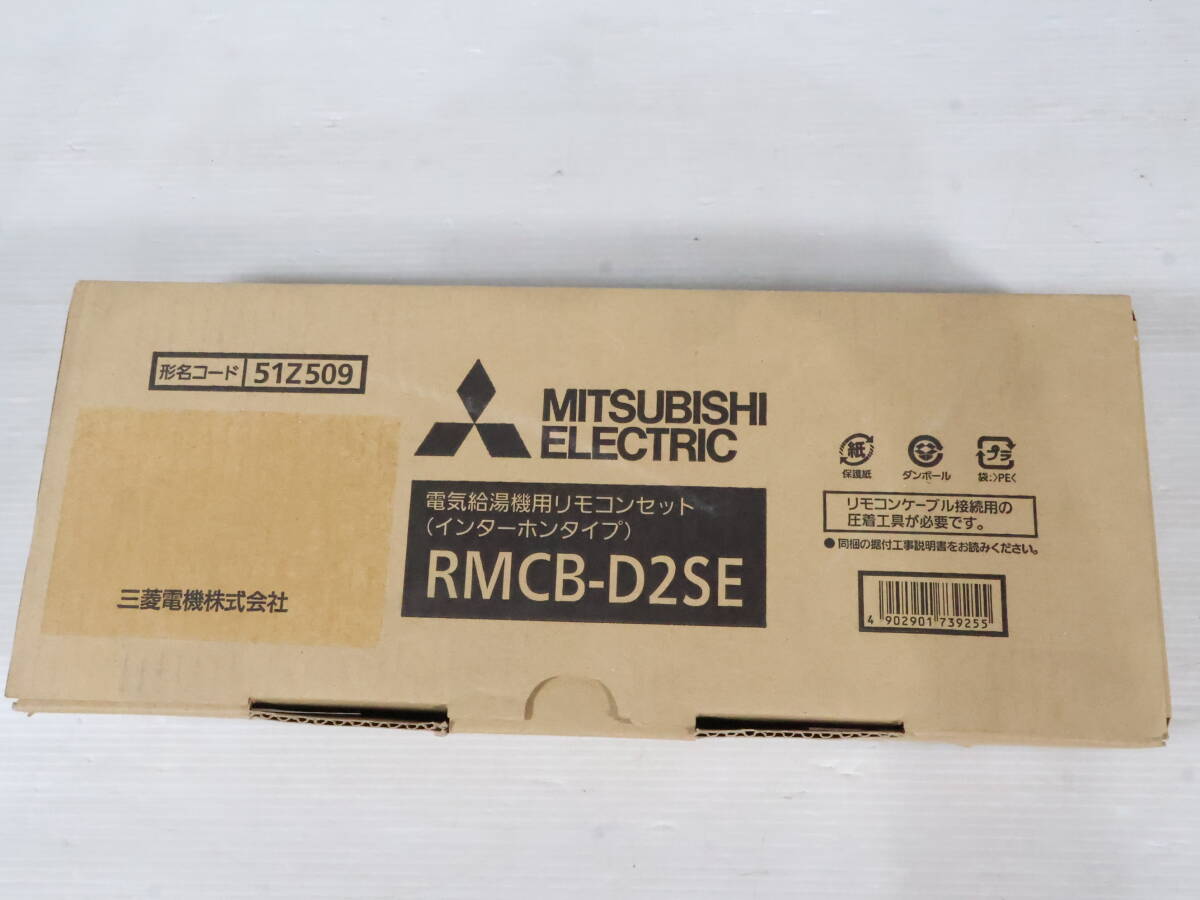 形名コード 51Z509
MITSUBISHI
ELECTRIC
電気給湯機用リモコンセット
(インターホンタイプ)
RMCB-D2SE
三菱電機株式会社
紙
保護紙
ダンボール
プラ
袋:>PE<
リモコンケーブル接続用の
圧着工具が必要です。
●同梱の据付工事説明書をお読みください。
4 902901 739255